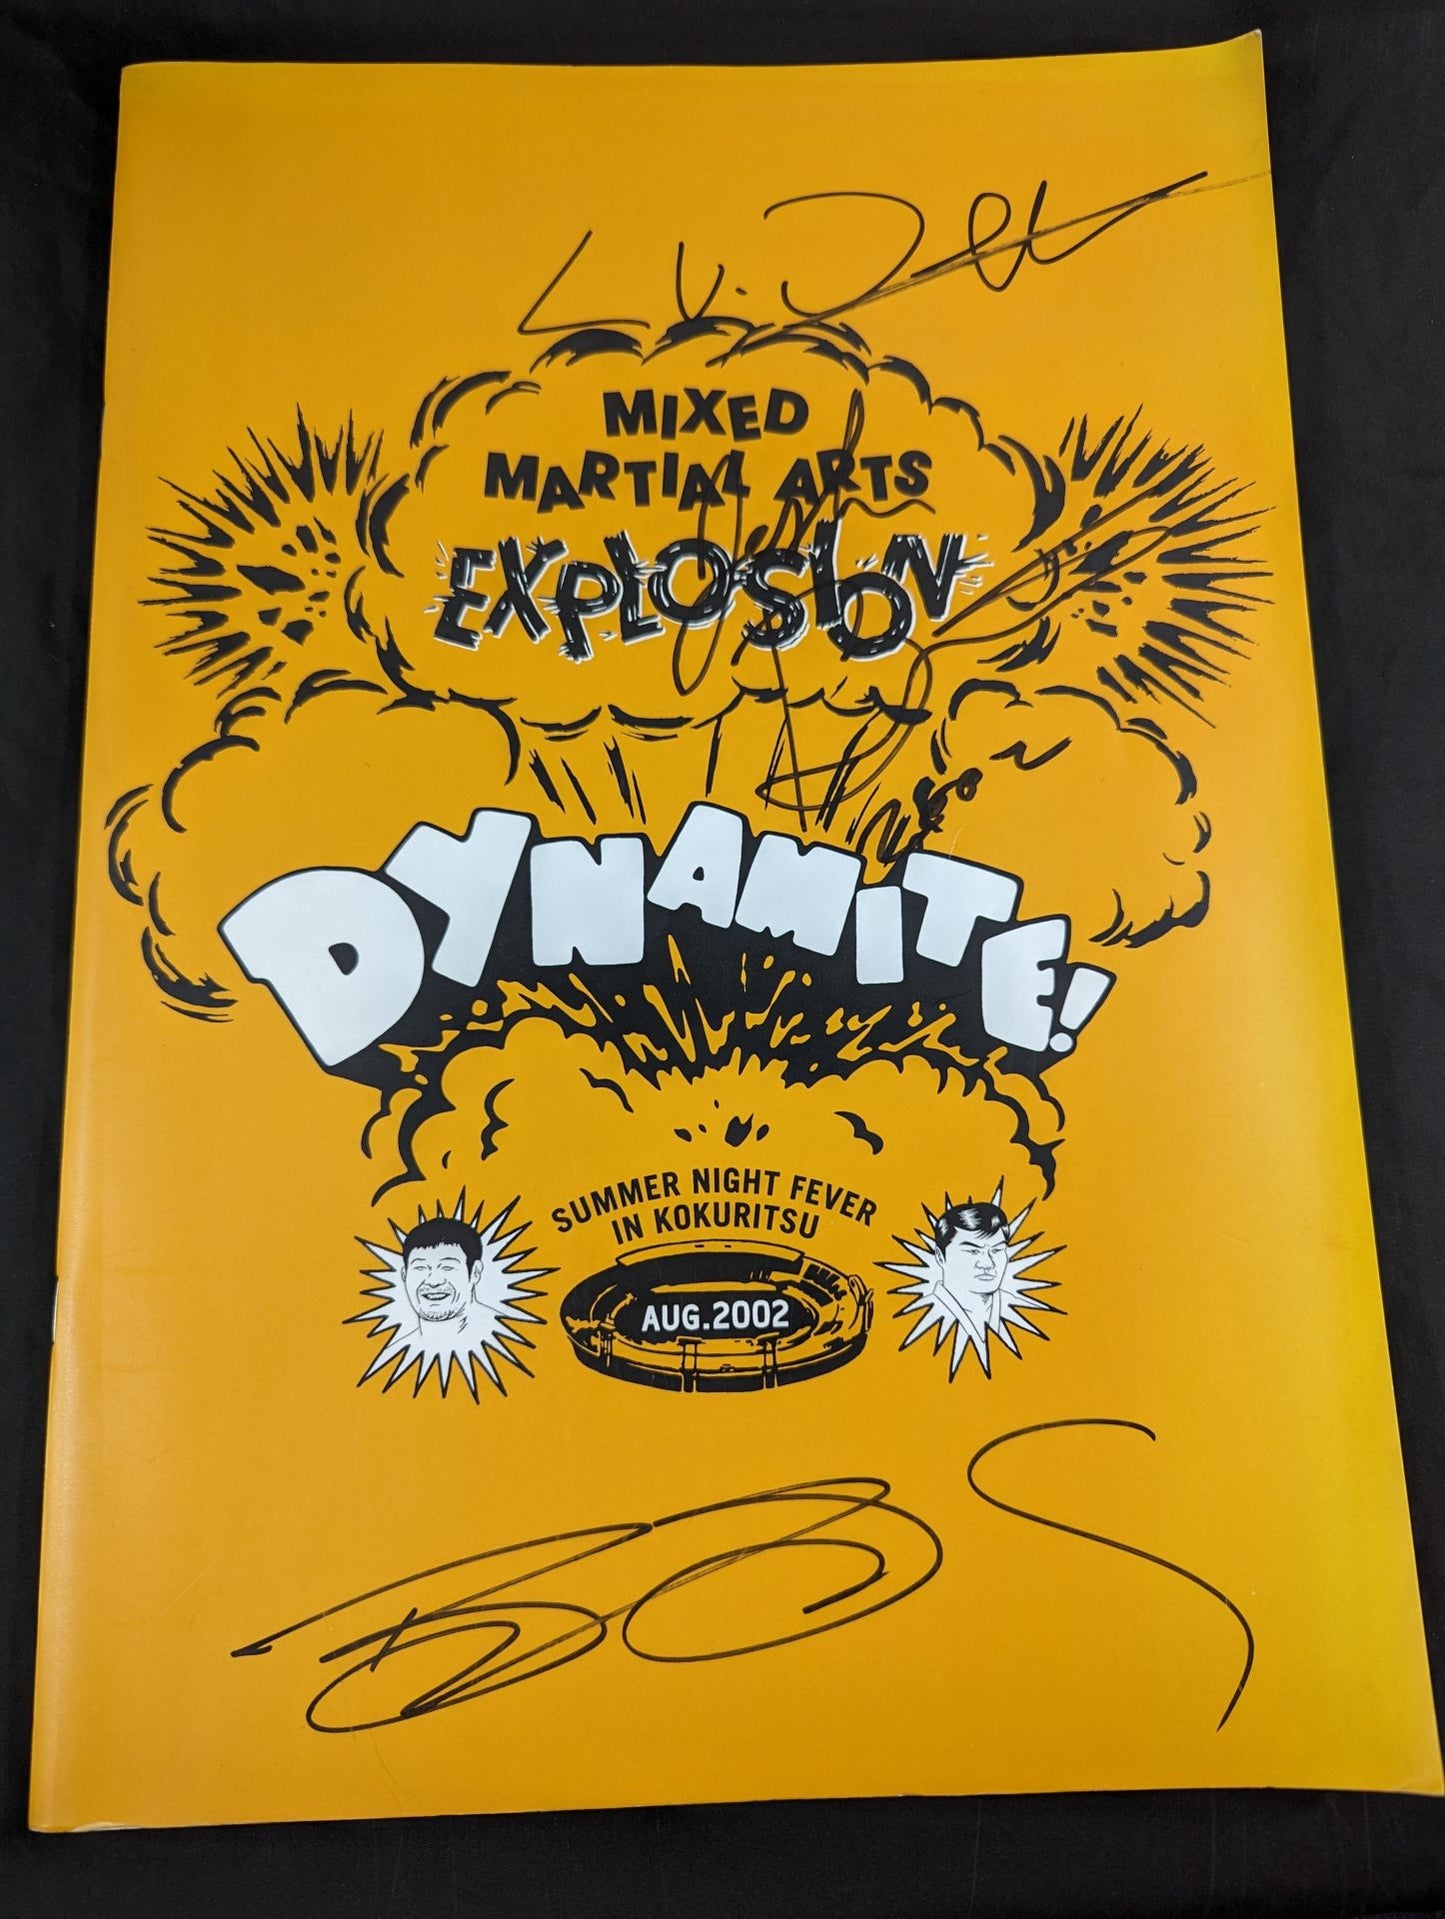 MIXED
MARTIAL ARTS
EXPLOSION
DYNAMITE!
SUMMER NIGHT FEVER
IN KOKURITSU
AUG.2002